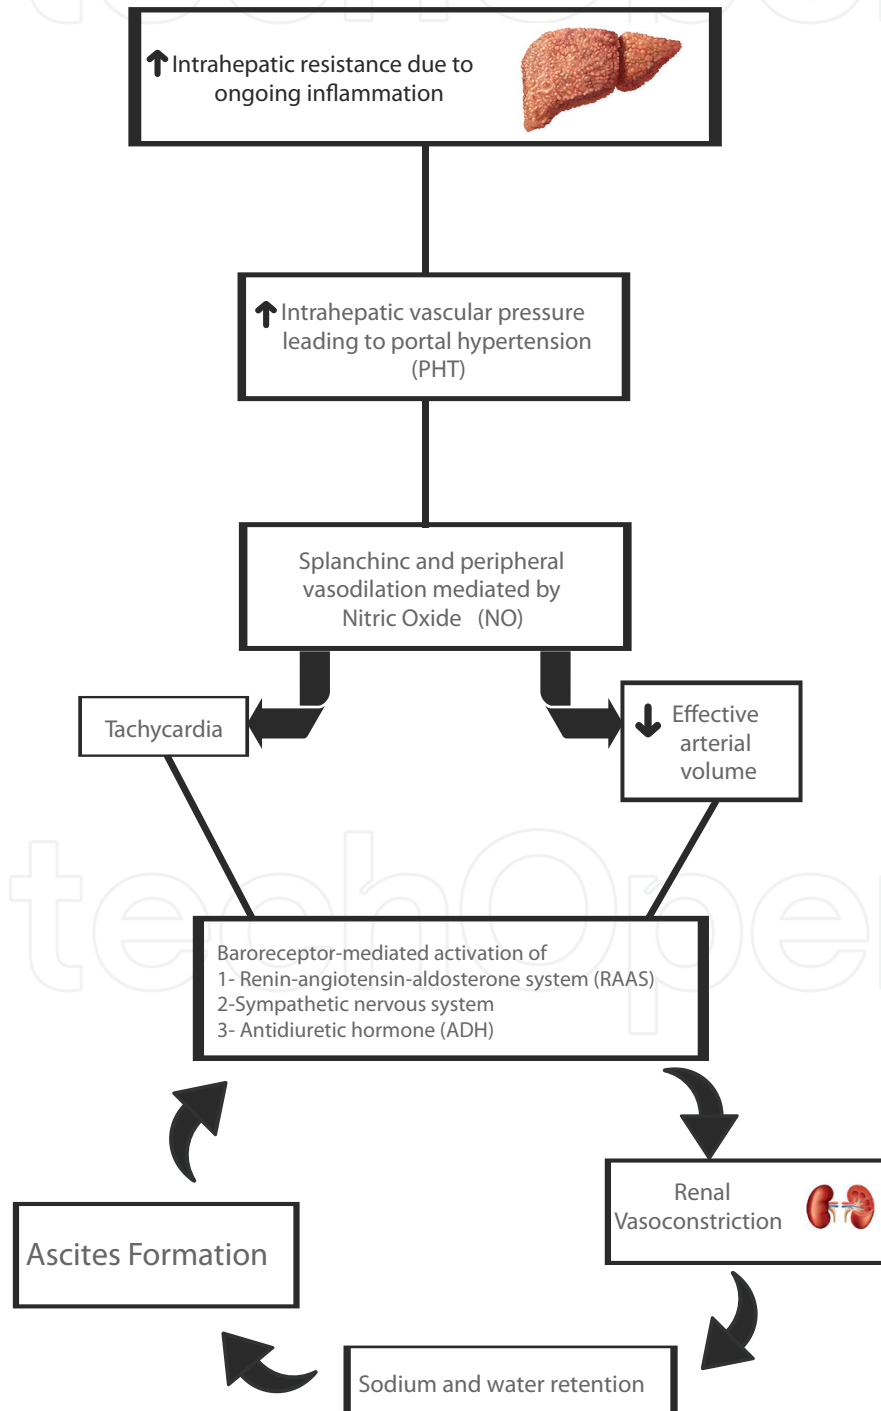 techOpen
↑ Intrahepatic resistance due to
ongoing inflammation
↑ Intrahepatic vascular pressure
leading to portal hypertension
(PHT)
Splanchinc and peripheral
vasodilation mediated by
Nitric Oxide (NO)
Tachycardia
↓ Effective
arterial
volume
techOpe
Baroreceptor-mediated activation of
1- Renin-angiotensin-aldosterone system (RAAS)
2-Sympathetic nervous system
3- Antidiuretic hormone (ADH)
Renal
Vasoconstriction
Ascites Formation
Sodium and water retention